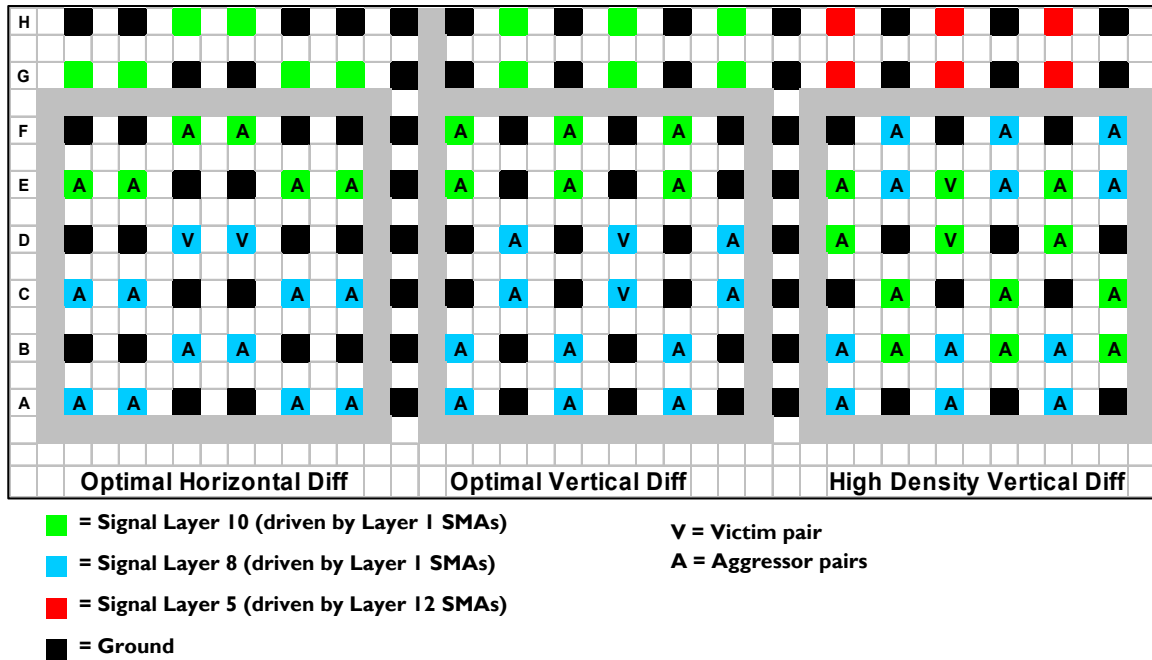 H
G
F A A A A A A A A
E A A A A A A A A A V A A A
D V V A V A A V A
C A A A A A V A A A A
B A A A A A A A A A A A
A A A A A A A A A A A
Optimal Horizontal Diff Optimal Vertical Diff High Density Vertical Diff
= Signal Layer 10 (driven by Layer 1 SMAs)
= Signal Layer 8 (driven by Layer 1 SMAs)
= Signal Layer 5 (driven by Layer 12 SMAs)
= Ground
V = Victim pair
A = Aggressor pairs